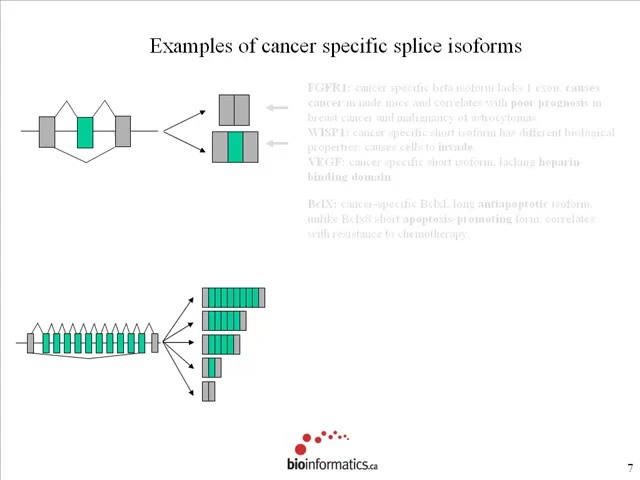 Examples of cancer specific splice isoforms
FGFR1: cancer specific beta isoform lacks 1 exon, causes
cancer in nude mice and correlates with poor prognosis in
breast cancer and malignancy of astrocytomas
WISP1: cancer specific short isoform has different biological
properties: causes cells to invade
VEGF: cancer specific short isoform, lacking heparin-
binding domain
BclX: cancer-specific BclxL long antiapoptotic isoform,
unlike BclxS short apoptosis-promoting form, correlates
with resistance to chemotherapy
bioinformatics.ca
7